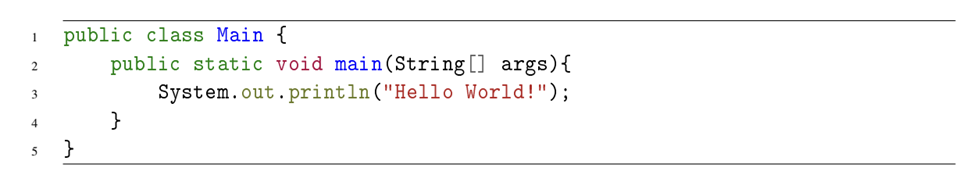 1 public class Main {
2     public static void main(String[] args){
3         System.out.println("Hello World!");
4     }
5 }